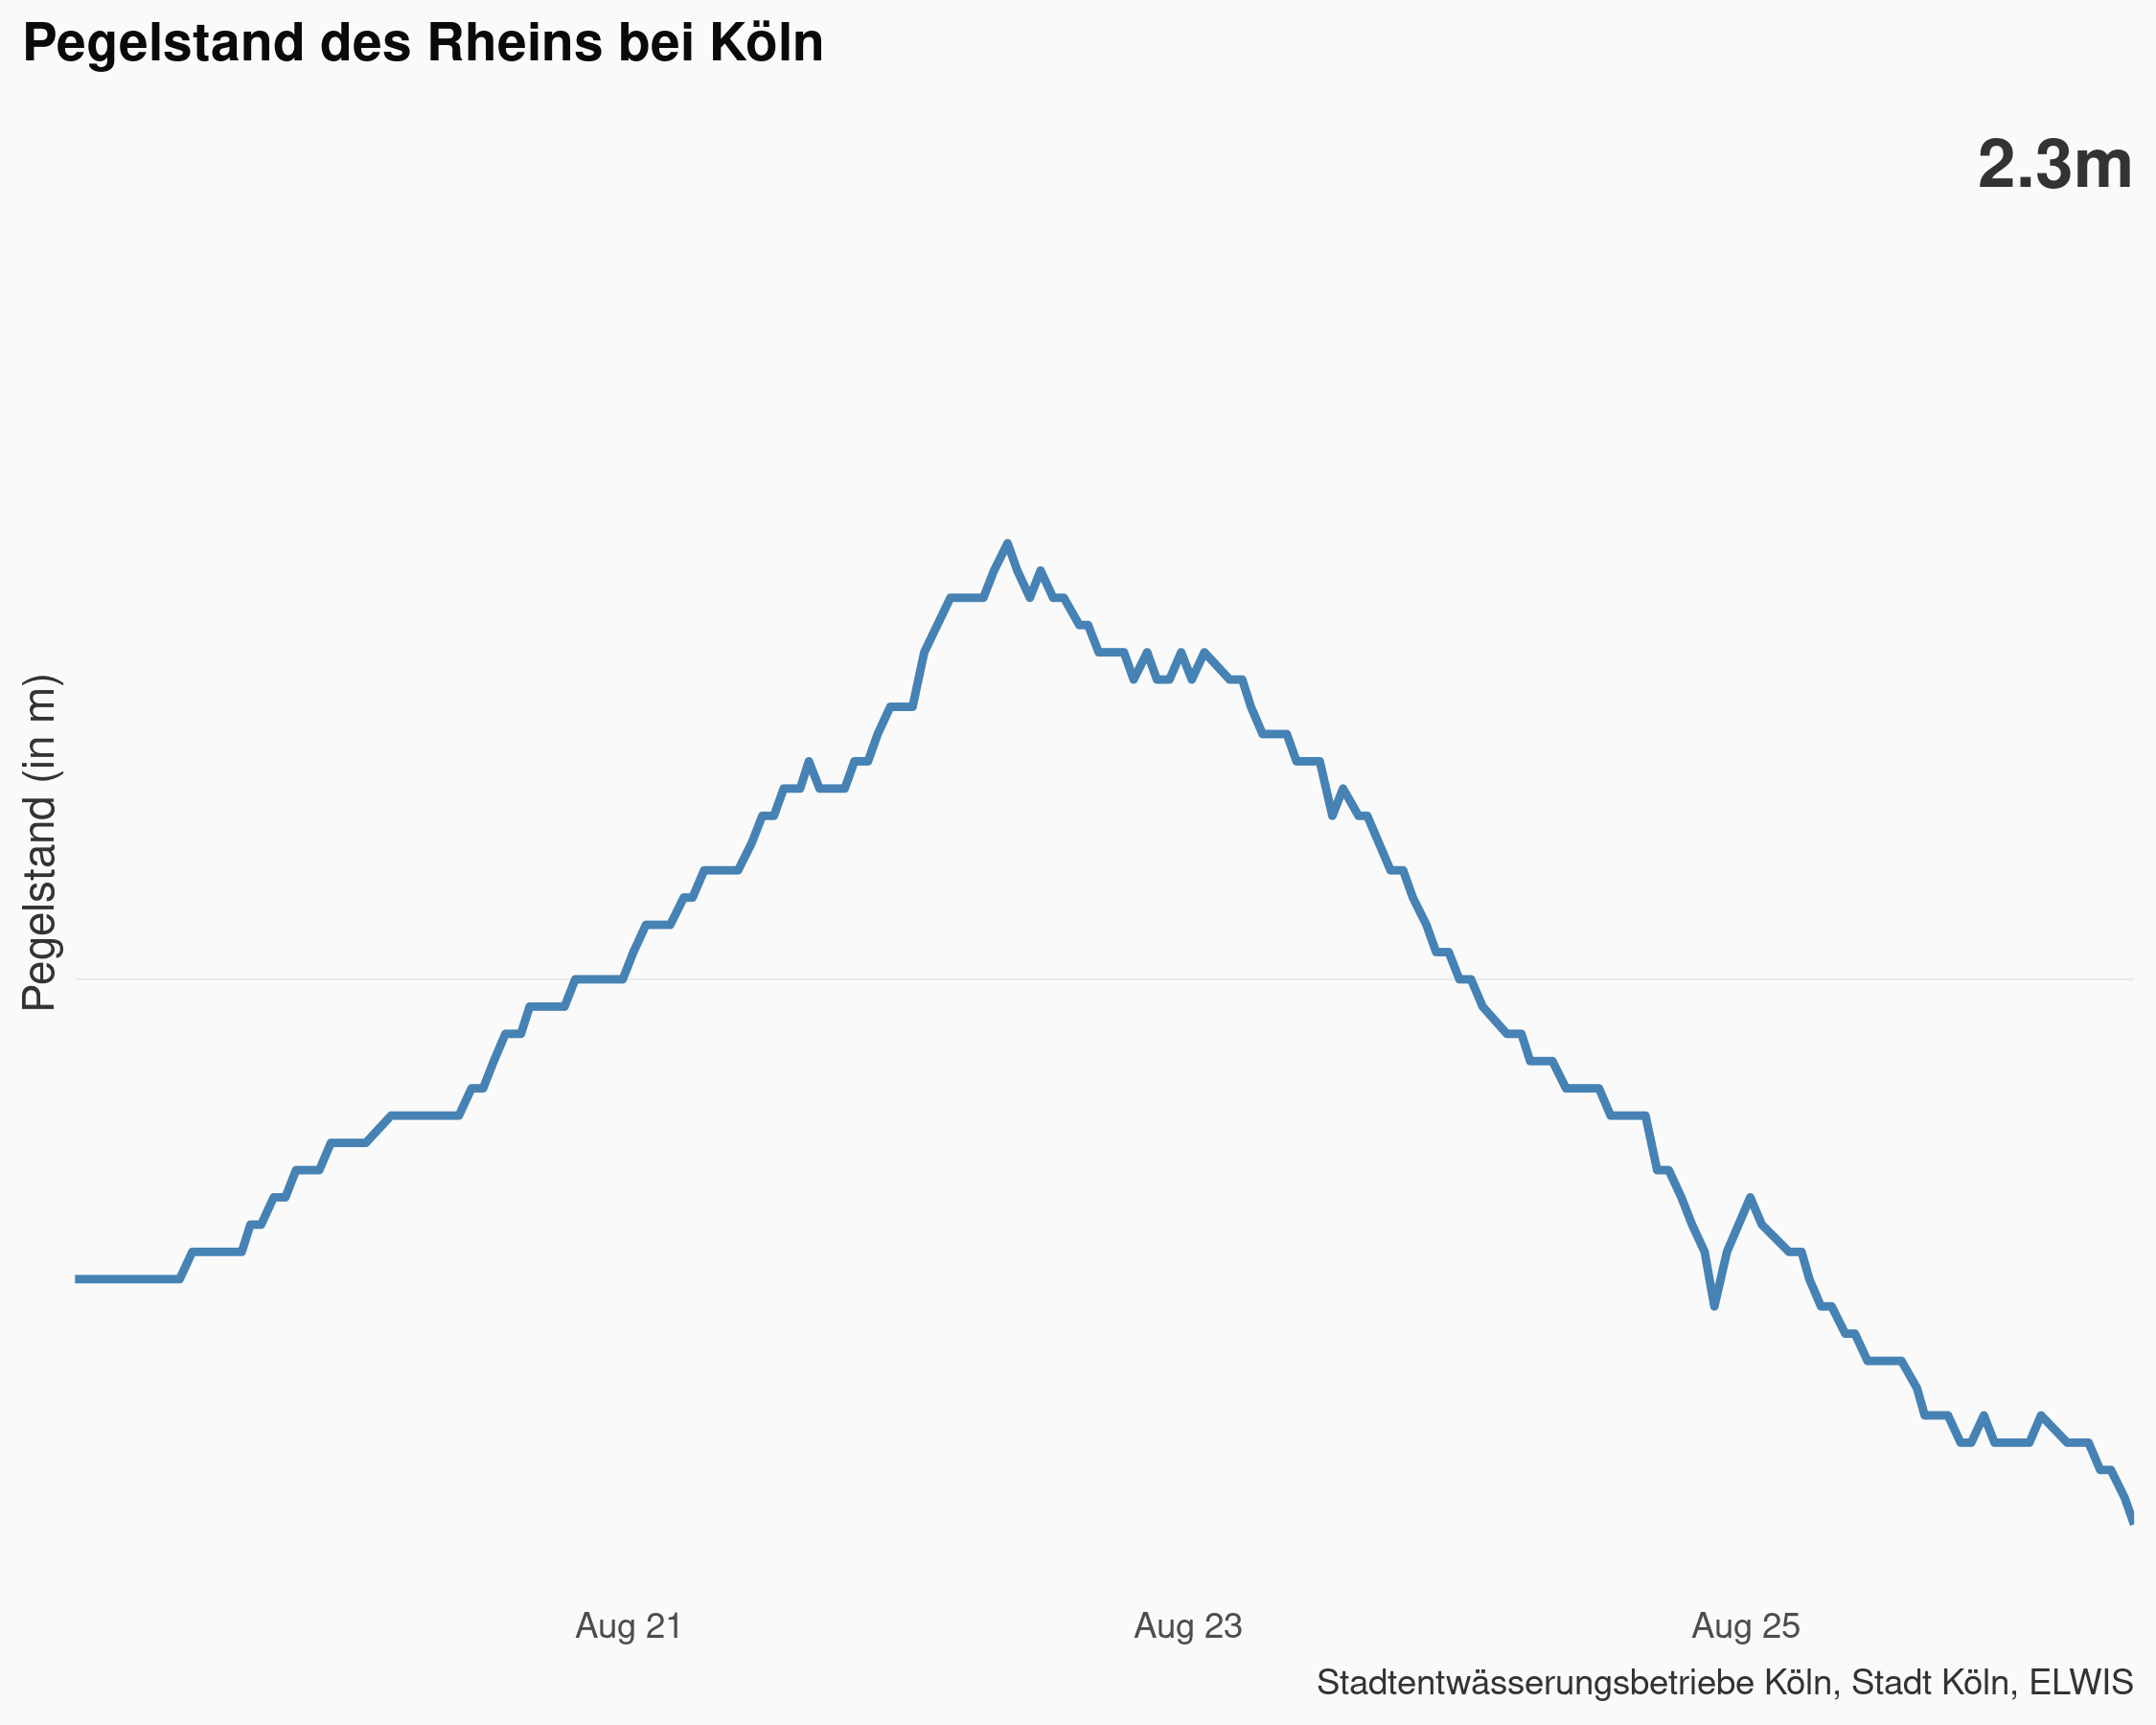 Pegelstand des Rheins bei Köln
2.3m
Pegelstand (in m)
Aug 21
Aug 23
Aug 25
Stadtentwässerungsbetriebe Köln, Stadt Köln, ELWIS